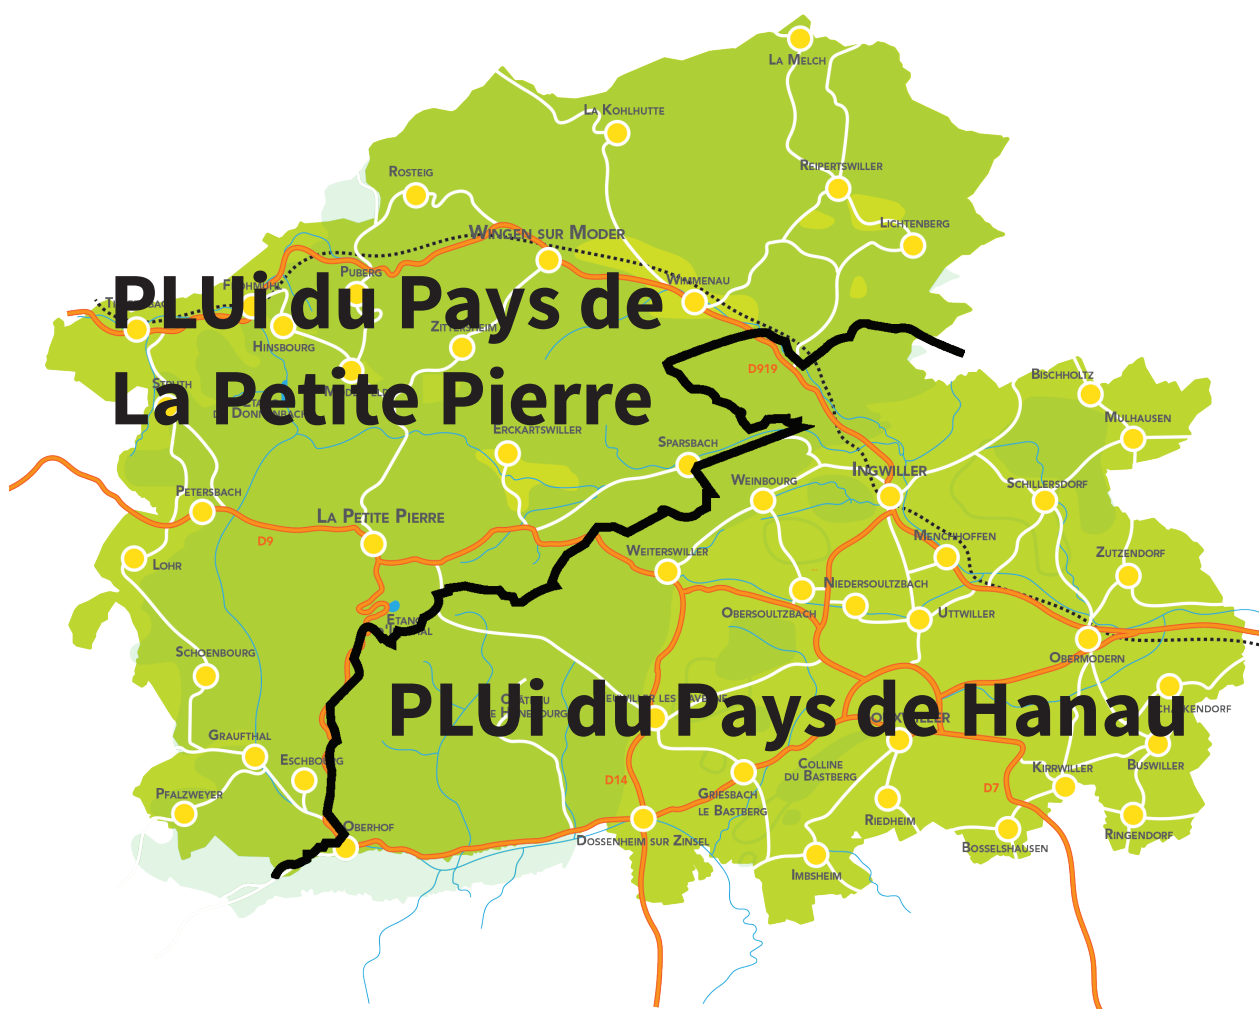 La Melch
La Kohlhutte
Reipertswiller
Rosteig
Lichtenberg
Wingen sur Moder
Puberg
Wimmenau
PLUi du Pays de
Zittersheim
Hinsbourg
D919
Bischholtz
La Petite Pierre
Mulhausen
Erckartswiller
Sparsbach
Ingwiller
Weinbourg
Schillersdorf
Petersbach
La Petite Pierre
D9
Menchhoffen
Weiterswiller
Zutzendorf
Lohr
Niedersoultzbach
Obersoultzbach
Uttwiller
Etang
Schoenbourg
Obermodern
PLUi du Pays de Hanau
Graufthal
Eschbourg
Colline
du Bastberg
Kirrwiller
Buswiller
D14
D7
Pfalzweyer
Griesbach
le Bastberg
Riedheim
Oberhof
Ringendorf
Dossenheim sur Zinsel
Bosselshausen
Imbsheim